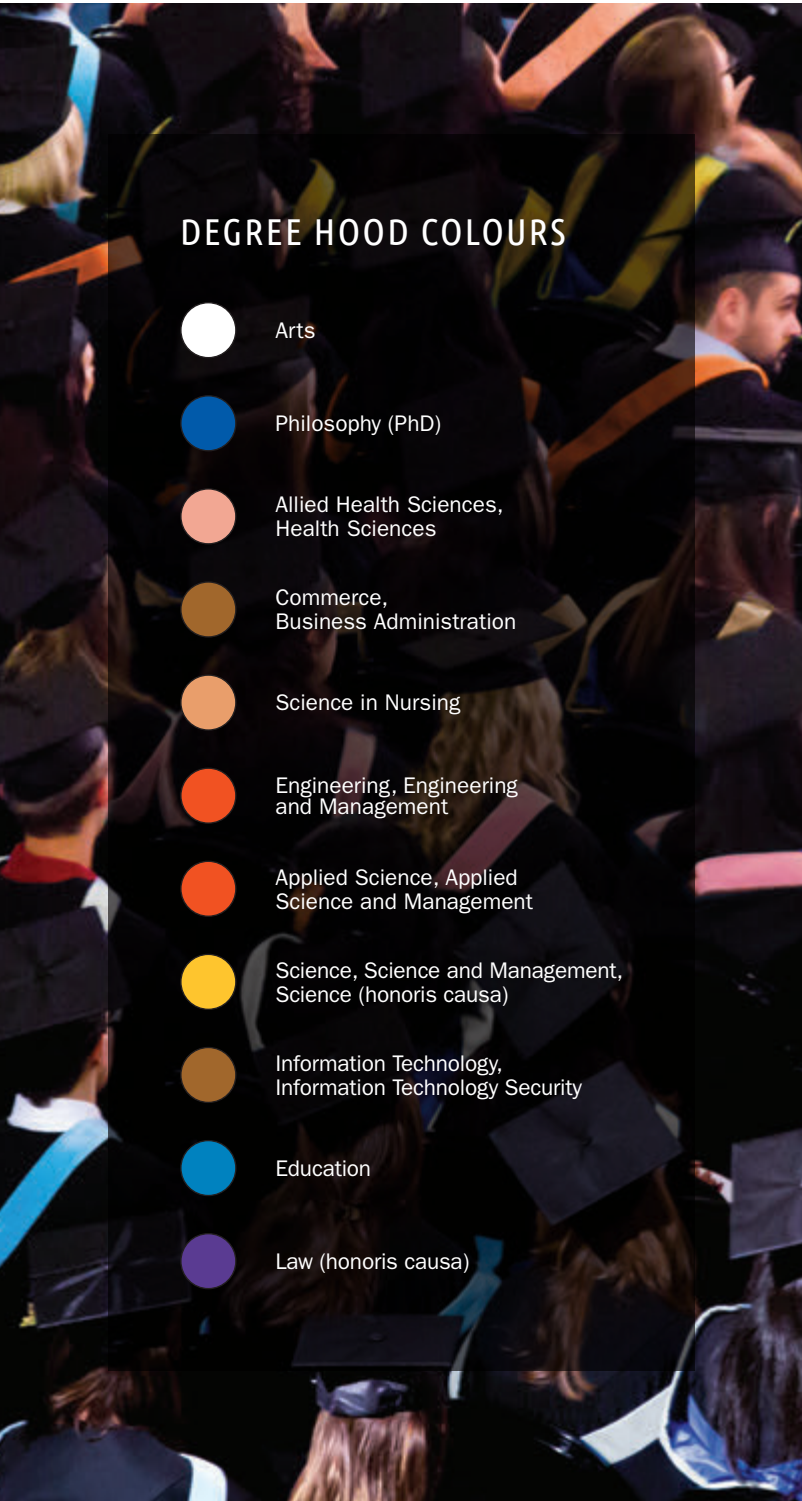 DEGREE HOOD COLOURS
Arts
Philosophy (PhD)
Allied Health Sciences,
Health Sciences
Commerce,
Business Administration
Science in Nursing
Engineering, Engineering
and Management
Applied Science, Applied
Science and Management
Science, Science and Management,
Science (honoris causa)
Information Technology,
Information Technology Security
Education
Law (honoris causa)